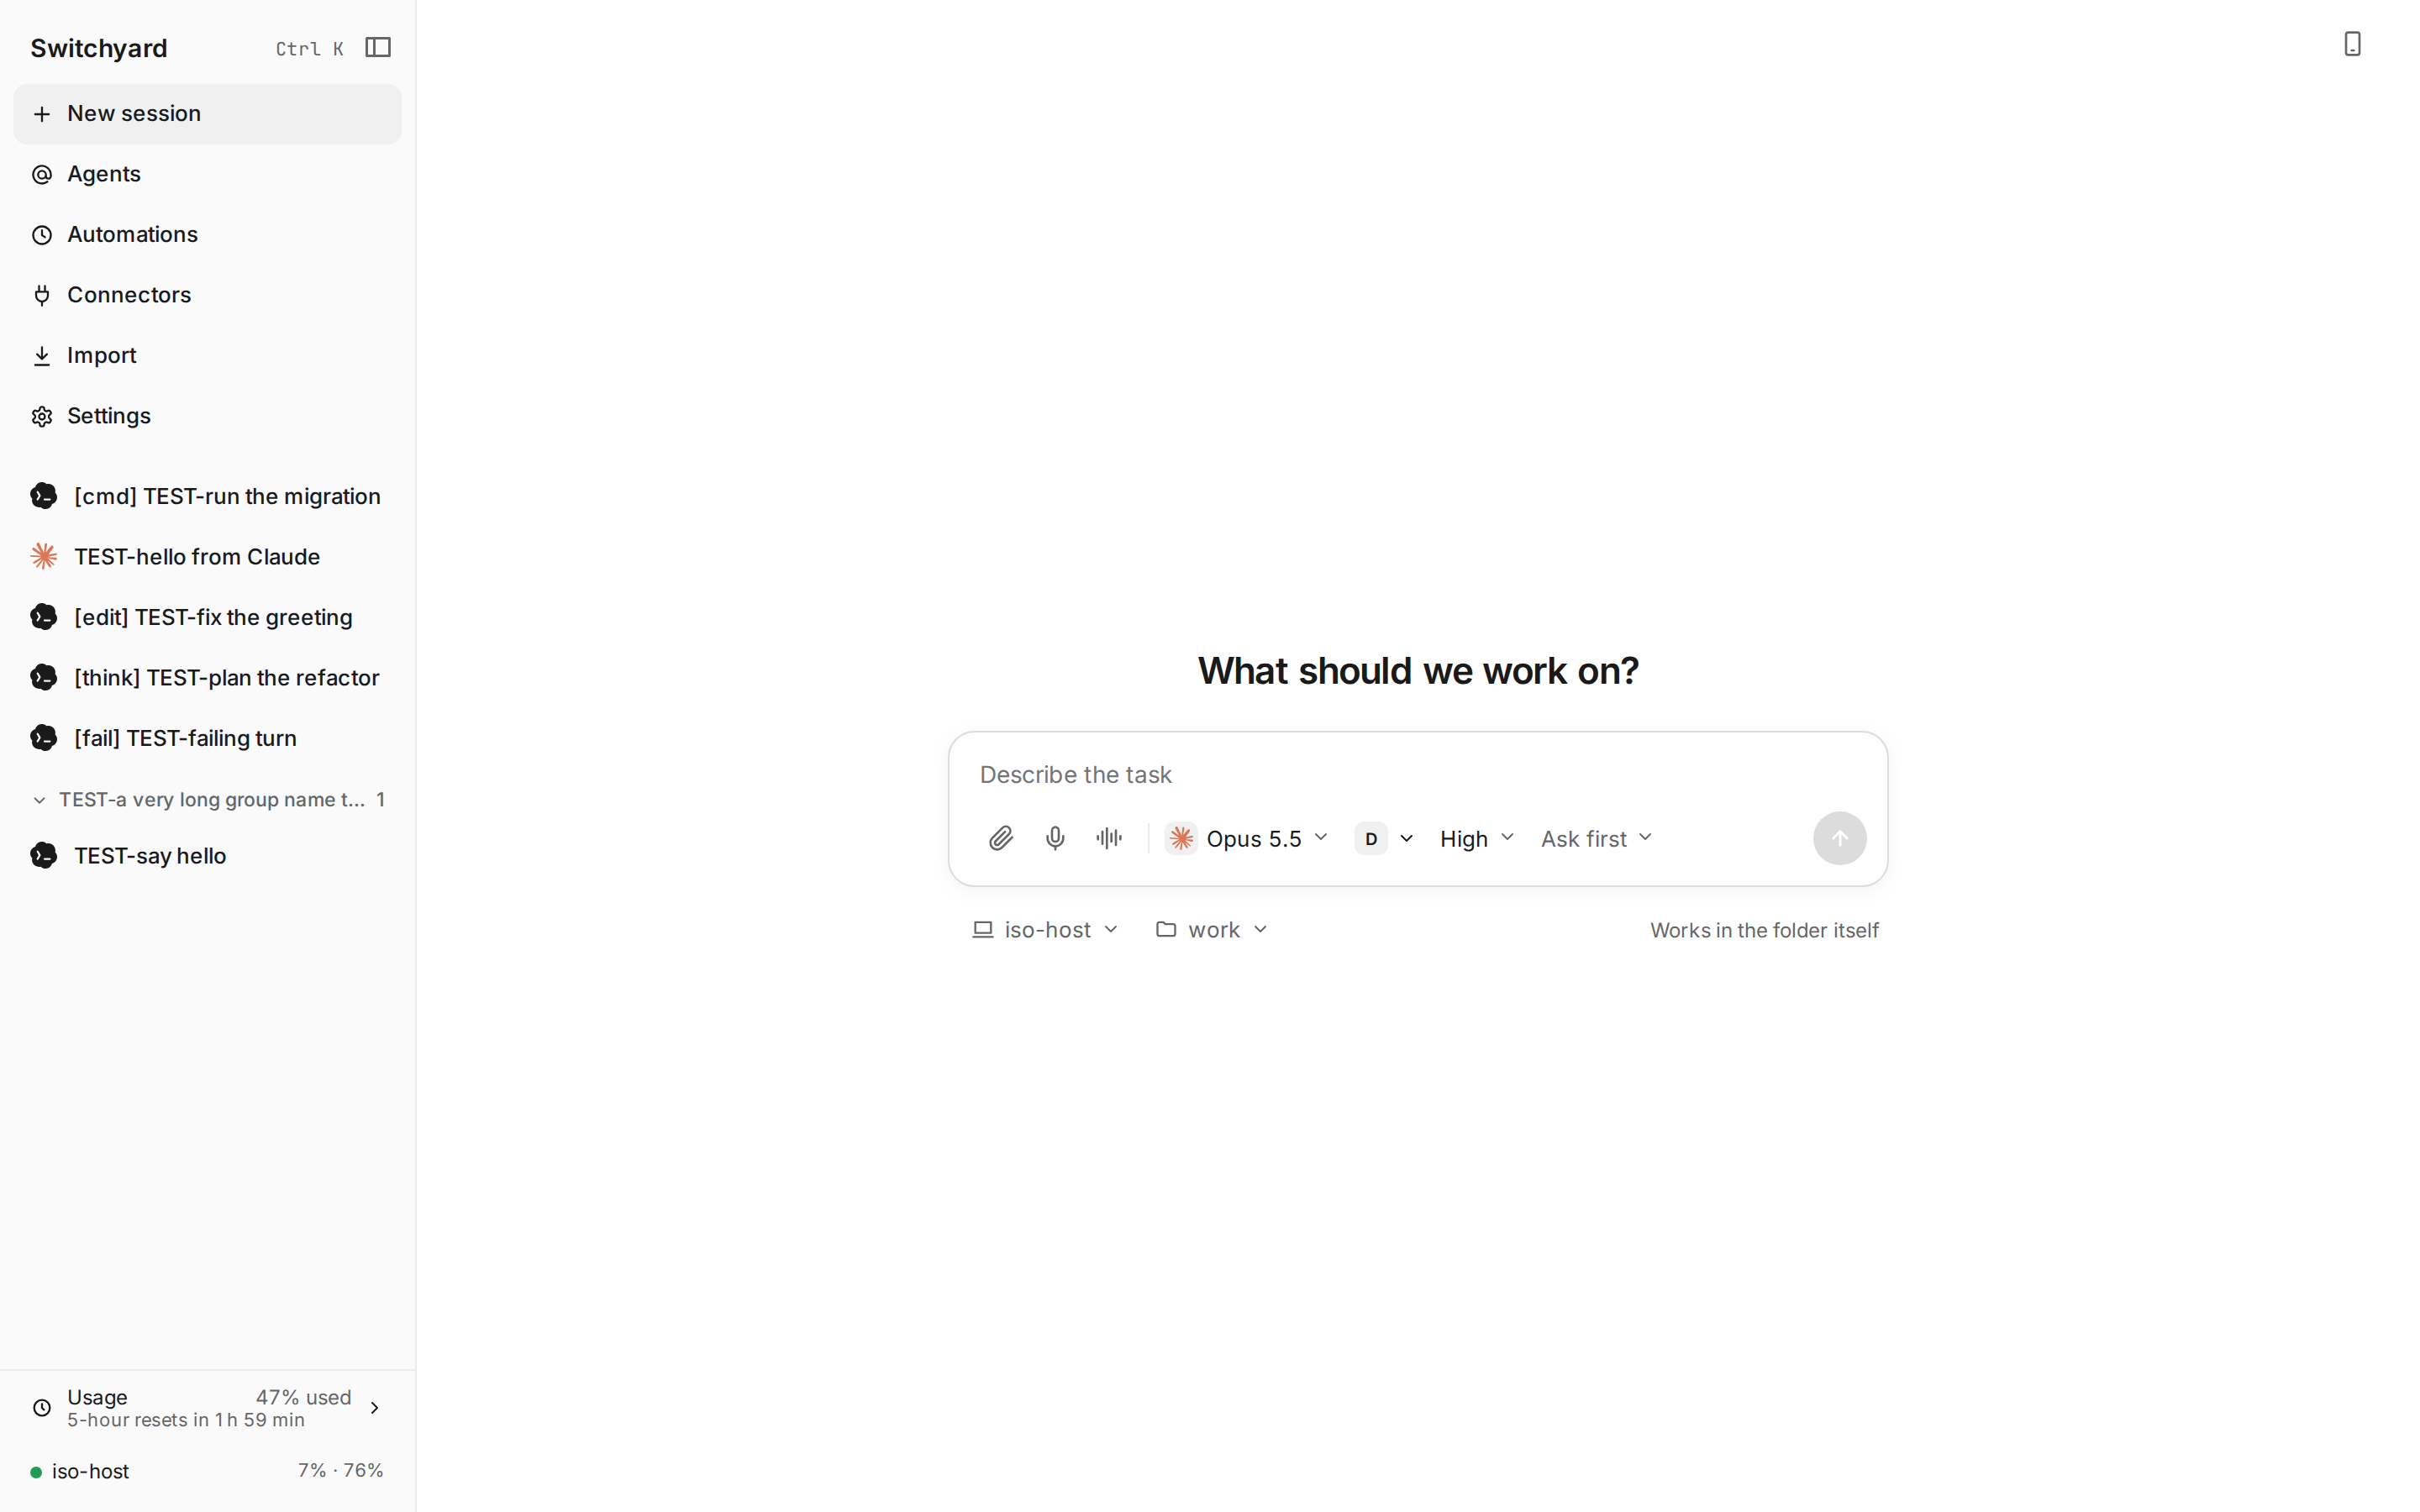 Switchyard Ctrl K
New session
Agents
Automations
Connectors
Import
Settings
[cmd] TEST-run the migration
TEST-hello from Claude
[edit] TEST-fix the greeting
[think] TEST-plan the refactor
[fail] TEST-failing turn
TEST-a very long group name t... 1
TEST-say hello
Usage 47% used
5-hour resets in 1 h 59 min
iso-host 7% · 76%
What should we work on?
Describe the task
Opus 5.5 D High Ask first
iso-host work Works in the folder itself